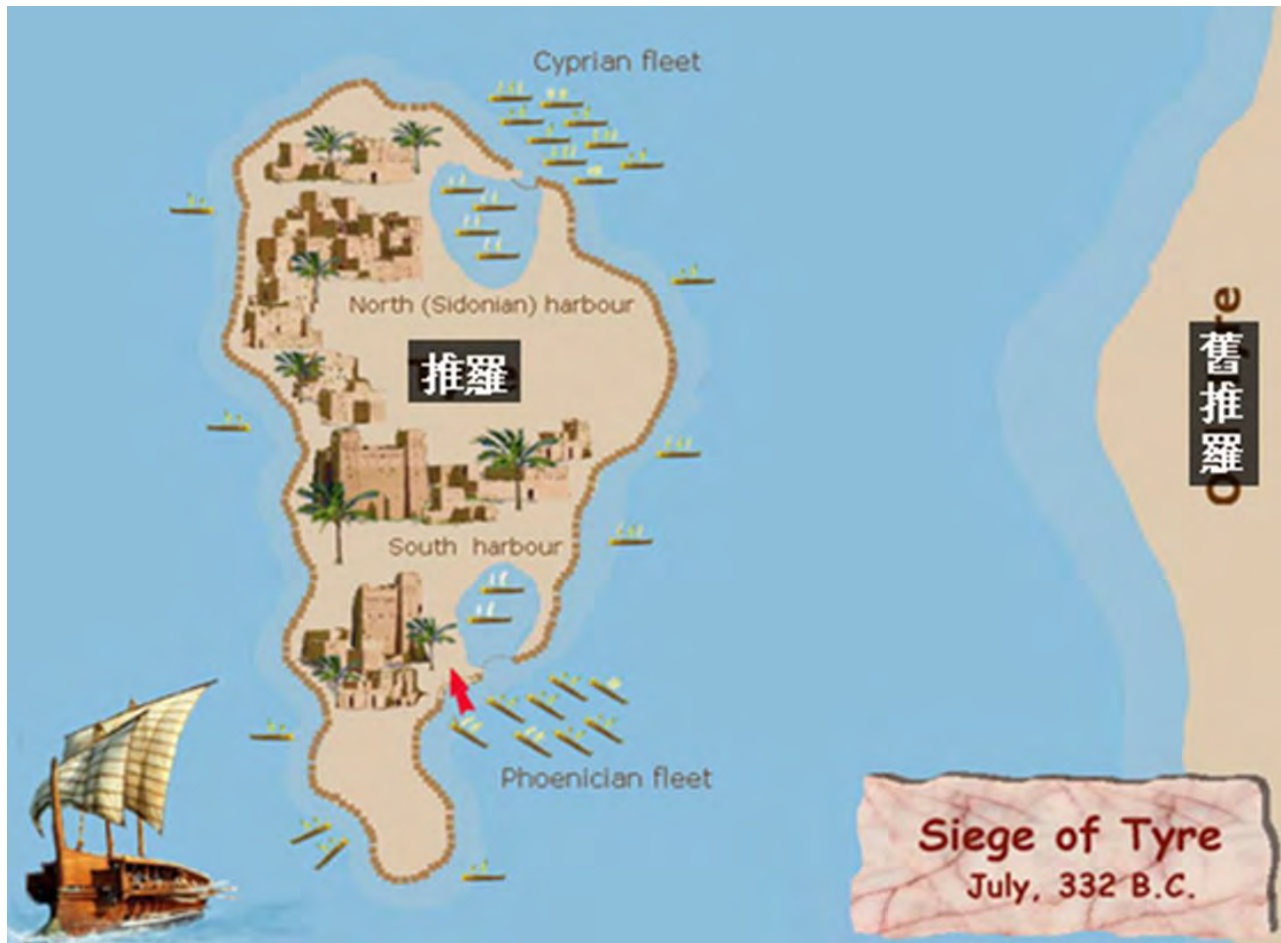 Cyprian fleet
North (Sidonian) harbour
推羅
舊推羅
South harbour
Phoenician fleet
Siege of Tyre
July, 332 B.C.